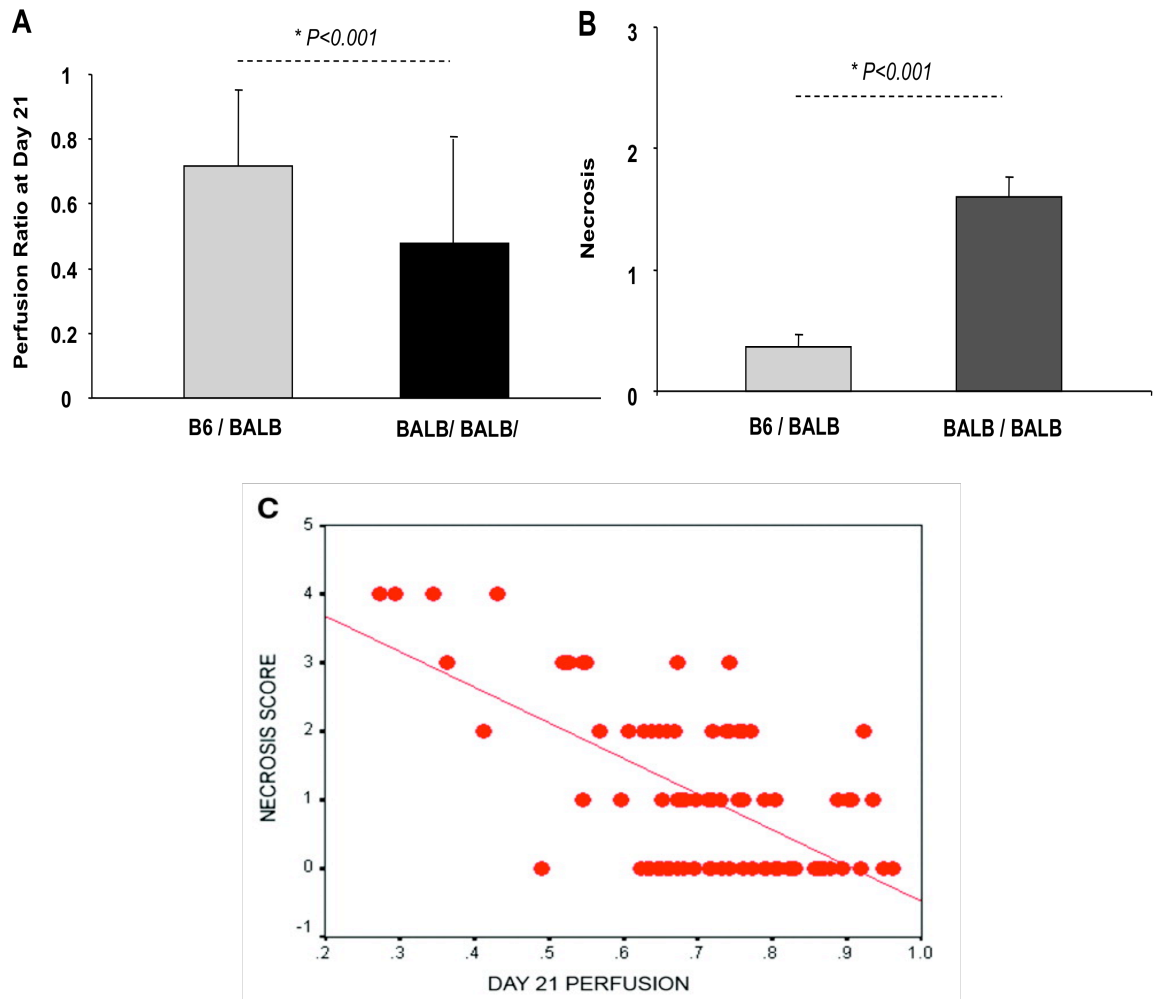 A
* P<0.001
Perfusion Ratio at Day 21
1
0.8
0.6
0.4
0.2
0
B6 / BALB
BALB/ BALB/
B
* P<0.001
Necrosis
3
2
1
0
B6 / BALB
BALB / BALB
C
NECROSIS SCORE
5
4
3
2
1
0
-1
.2 .3 .4 .5 .6 .7 .8 .9 1.0
DAY 21 PERFUSION